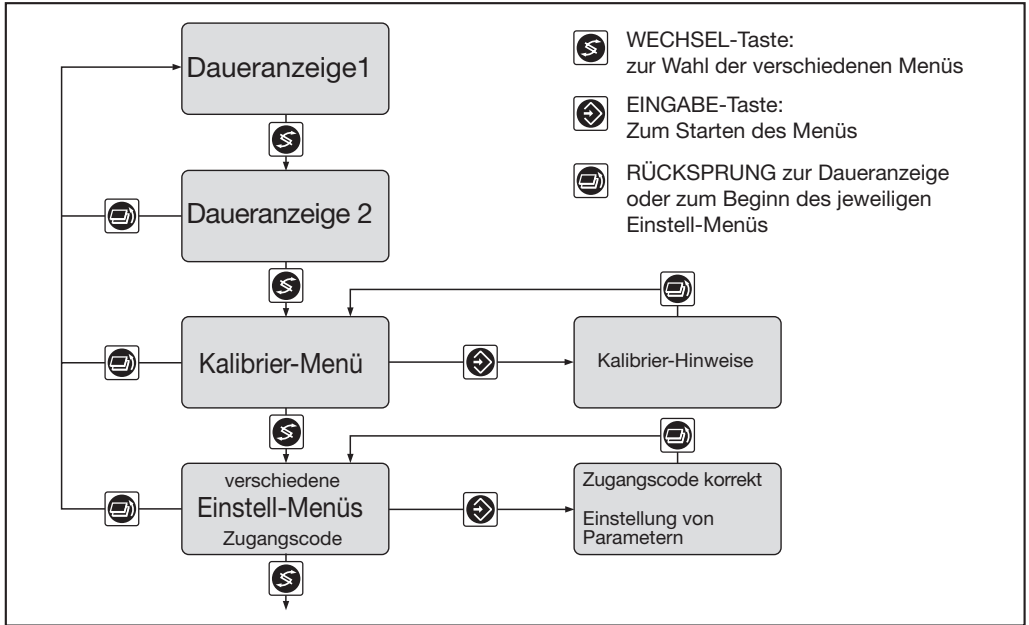 Daueranzeige1
WECHSEL-Taste:
zur Wahl der verschiedenen Menüs
EINGABE-Taste:
Zum Starten des Menüs
RÜCKSPRUNG zur Daueranzeige
oder zum Beginn des jeweiligen
Einstell-Menüs
Daueranzeige 2
Kalibrier-Menü
Kalibrier-Hinweise
verschiedene
Einstell-Menüs
Zugangscode
Zugangscode korrekt
Einstellung von
Parametern